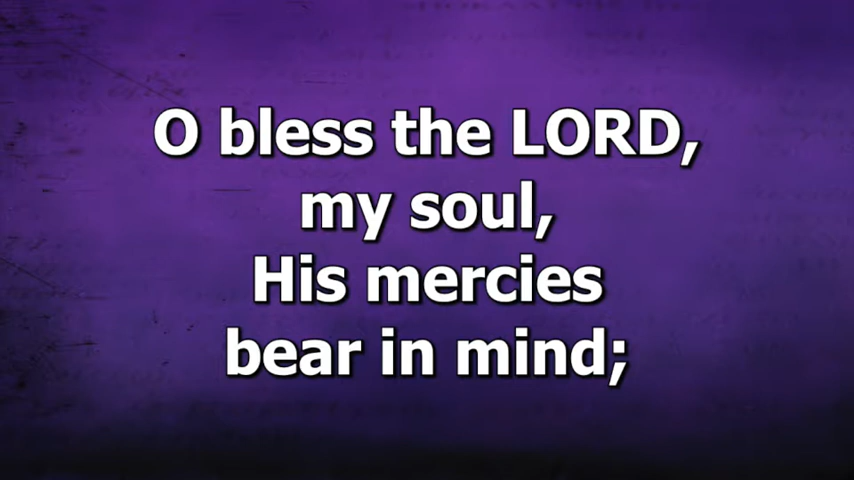 O bless the LORD,
my soul,
His mercies
bear in mind;